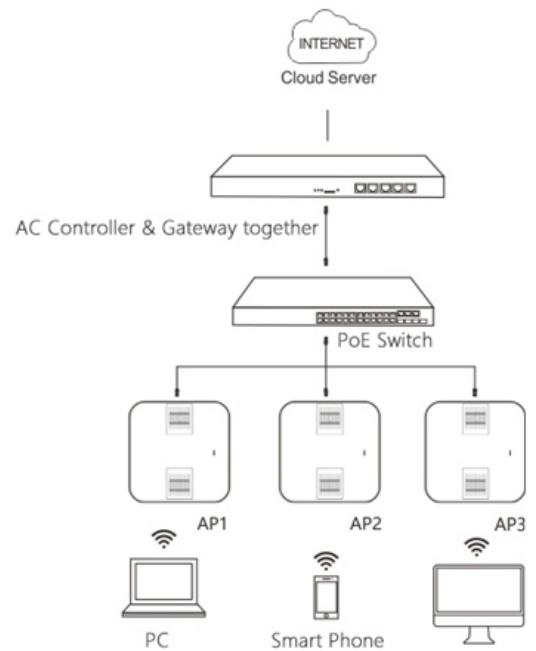 INTERNET
Cloud Server
AC Controller & Gateway together
PoE Switch
AP1
AP2
AP3
PC
Smart Phone